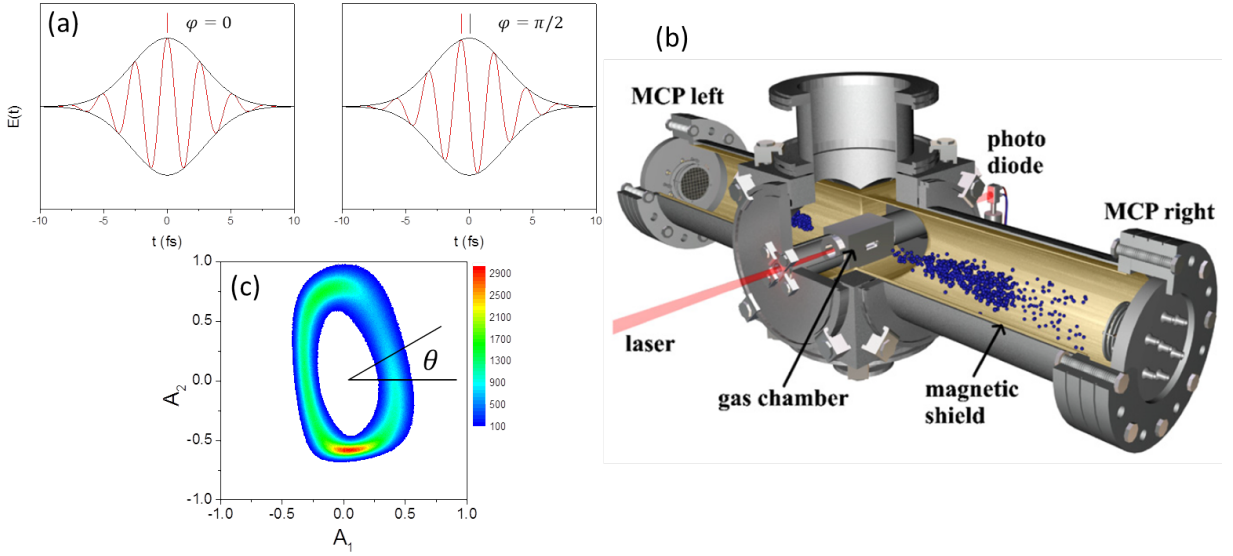 (a)
φ = 0
φ = π/2
E(t)
-10
-5
0
5
10
t (fs)
-10
-5
0
5
10
t (fs)
(b)
MCP left
photo
diode
MCP right
laser
gas chamber
magnetic
shield
(c)
θ
1.0
0.5
0.0
-0.5
-1.0
A2
-1.0
-0.5
0.0
0.5
1.0
A1
2900
2500
2100
1700
1300
900
500
100